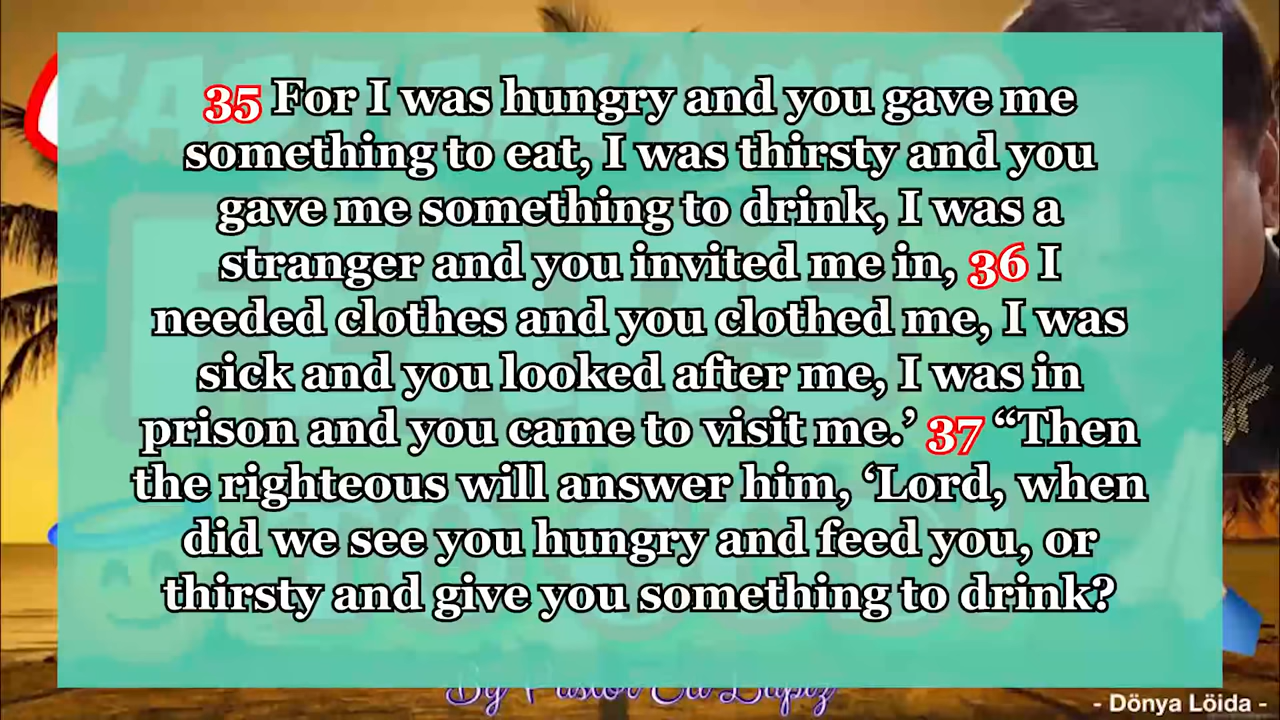 35 For I was hungry and you gave me
something to eat, I was thirsty and you
gave me something to drink, I was a
stranger and you invited me in, 36 I
needed clothes and you clothed me, I was
sick and you looked after me, I was in
prison and you came to visit me.’ 37 “Then
the righteous will answer him, ‘Lord, when
did we see you hungry and feed you, or
thirsty and give you something to drink?
By Pastor Ed Lapiz
- Dönya Löida -